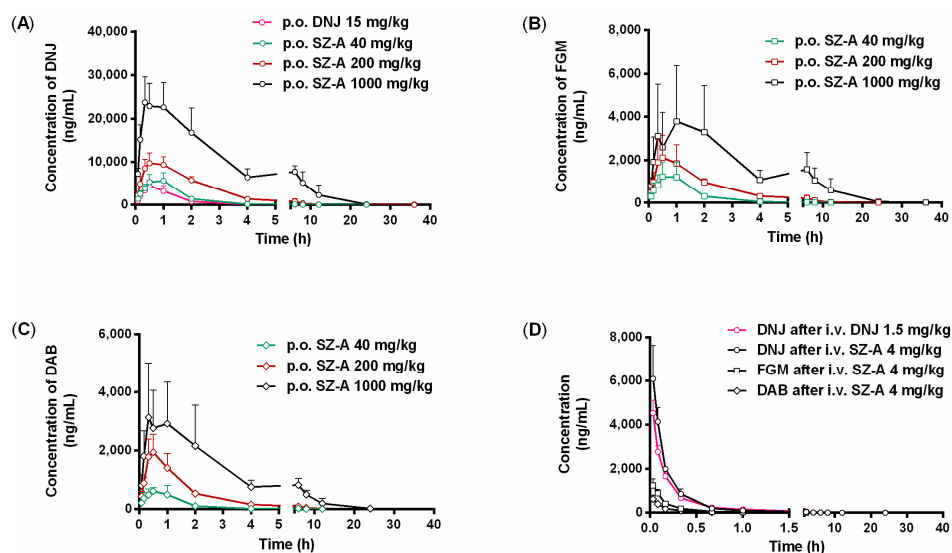 (A)
p.o. DNJ 15 mg/kg
p.o. SZ-A 40 mg/kg
p.o. SZ-A 200 mg/kg
p.o. SZ-A 1000 mg/kg
Concentration of DNJ
(ng/mL)
40,000
30,000
20,000
10,000
0
0 1 2 3 4 5 10 20 30 40
Time (h)
(B)
p.o. SZ-A 40 mg/kg
p.o. SZ-A 200 mg/kg
p.o. SZ-A 1000 mg/kg
Concentration of FGM
(ng/mL)
8,000
6,000
4,000
2,000
0
0 1 2 3 4 5 10 20 30 40
Time (h)
(C)
p.o. SZ-A 40 mg/kg
p.o. SZ-A 200 mg/kg
p.o. SZ-A 1000 mg/kg
Concentration of DAB
(ng/mL)
6,000
4,000
2,000
0
0 1 2 3 4 5 10 20 30 40
Time (h)
(D)
DNJ after i.v. DNJ 1.5 mg/kg
DNJ after i.v. SZ-A 4 mg/kg
FGM after i.v. SZ-A 4 mg/kg
DAB after i.v. SZ-A 4 mg/kg
Concentration
(ng/mL)
8,000
6,000
4,000
2,000
0
0.0 0.5 1.0 1.5 10 20 30 40
Time (h)